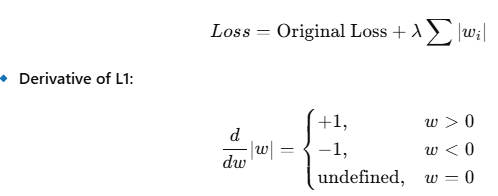 Loss = Original Loss + λ ∑ |wᵢ|
Derivative of L1:
d/dw |w| = { +1, w > 0
−1, w < 0
undefined, w = 0